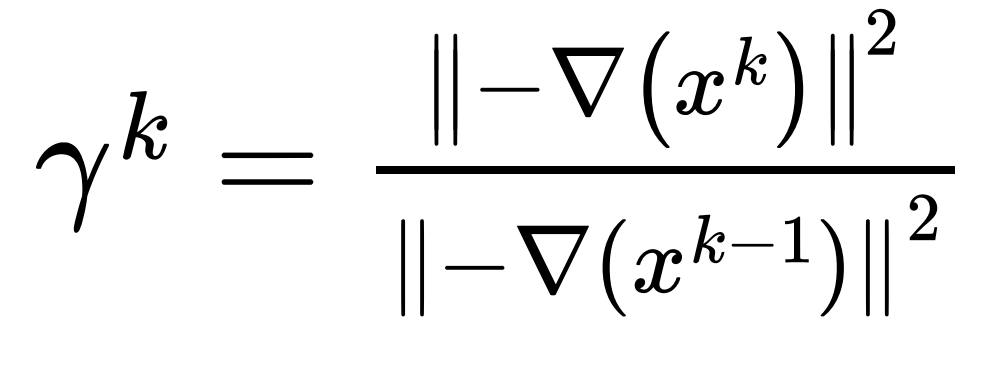 γ^k = ‖−∇(x^k)‖^2 / ‖−∇(x^{k−1})‖^2